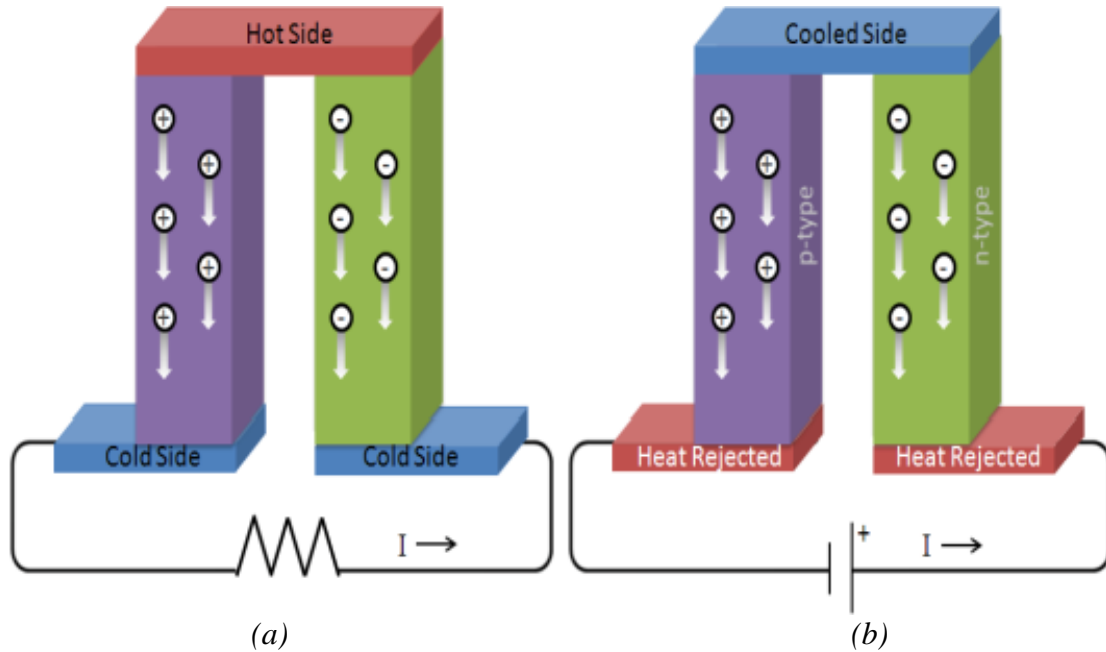 Hot Side
Cooled Side
+
+
+
+
+
-
-
-
-
-
+
+
+
+
+
p-type
-
-
-
-
-
n-type
Cold Side
Cold Side
Heat Rejected
Heat Rejected
I
+
I
(a)
(b)